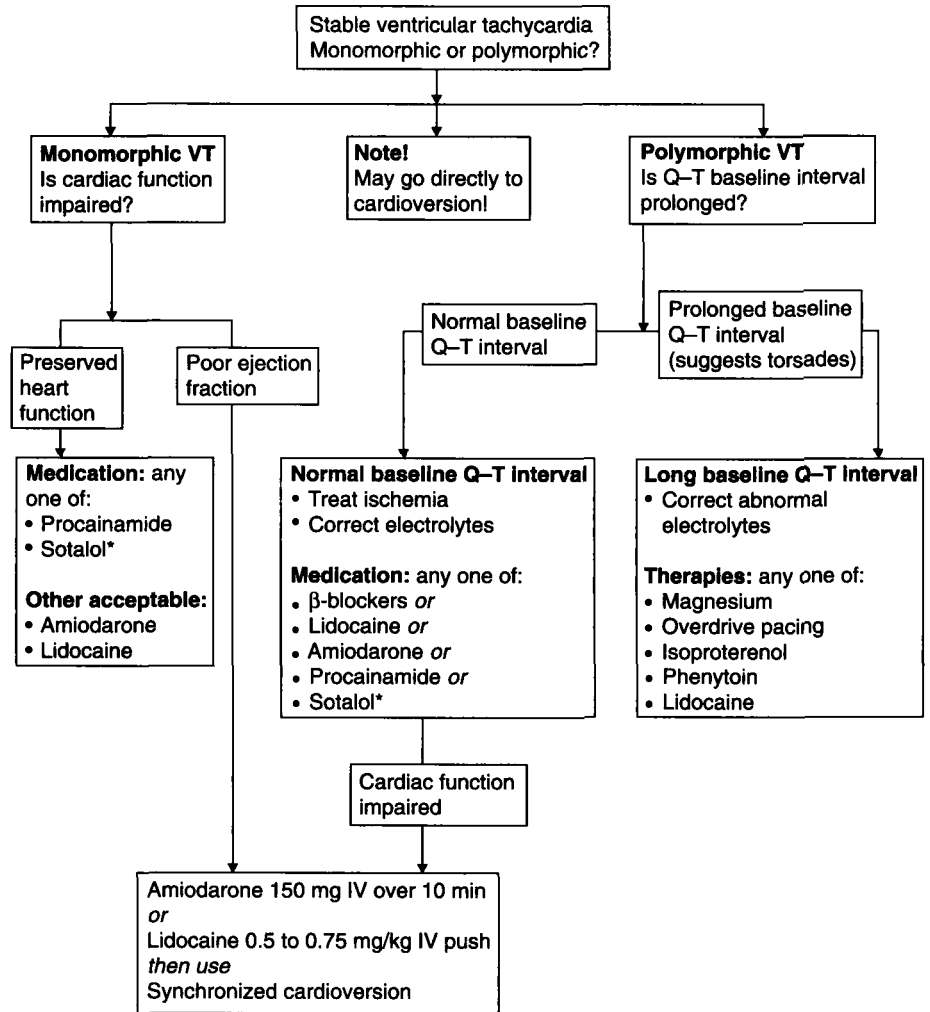 Stable ventricular tachycardia
Monomorphic or polymorphic?
Monomorphic VT
Is cardiac function
impaired?
Note!
May go directly to
cardioversion!
Polymorphic VT
Is Q–T baseline interval
prolonged?
Preserved
heart
function
Poor ejection
fraction
Normal baseline
Q–T interval
Prolonged baseline
Q–T interval
(suggests torsades)
Medication: any
one of:
• Procainamide
• Sotalol*
Other acceptable:
• Amiodarone
• Lidocaine
Normal baseline Q–T interval
• Treat ischemia
• Correct electrolytes
Medication: any one of:
• β-blockers or
• Lidocaine or
• Amiodarone or
• Procainamide or
• Sotalol*
Long baseline Q–T interval
• Correct abnormal
electrolytes
Therapies: any one of:
• Magnesium
• Overdrive pacing
• Isoproterenol
• Phenytoin
• Lidocaine
Cardiac function
impaired
Amiodarone 150 mg IV over 10 min
or
Lidocaine 0.5 to 0.75 mg/kg IV push
then use
Synchronized cardioversion